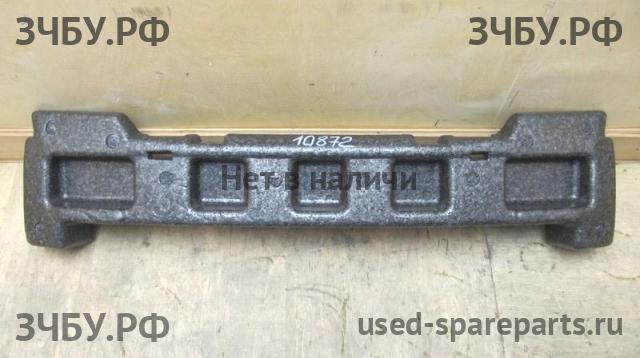 ЗЧБУ.РФ
ЗЧБУ.РФ
10872
Нет в наличи
ЗЧБУ.РФ
used-spareparts.ru